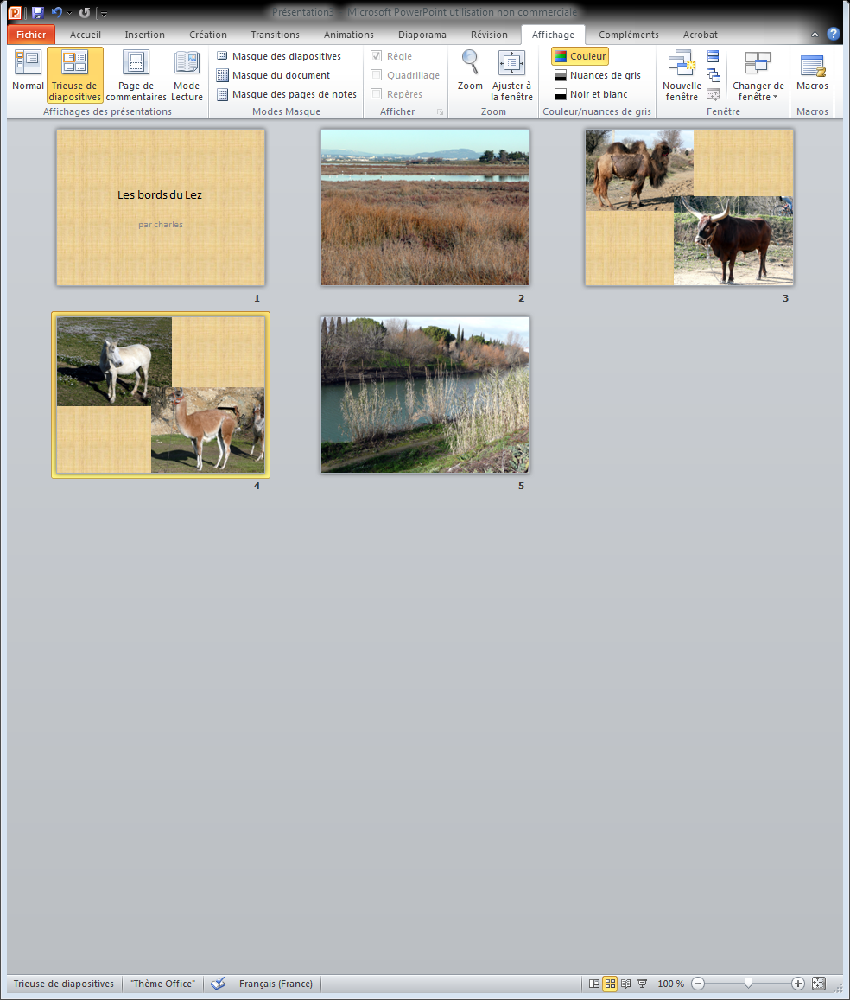 Présentation3 - Microsoft PowerPoint utilisation non commerciale
Fichier Accueil Insertion Création Transitions Animations Diaporama Révision Affichage Compléments Acrobat
Normal
Trieuse de
diapositives
Page de
commentaires
Mode
Lecture
Affichages des présentations
Masque des diapositives
Masque du document
Masque des pages de notes
Modes Masque
Règle
Quadrillage
Repères
Afficher
Zoom
Ajuster à
la fenêtre
Zoom
Couleur
Nuances de gris
Noir et blanc
Couleur/nuances de gris
Nouvelle
fenêtre
Changer de
fenêtre
Fenêtre
Macros
Macros
Les bords du Lez
par charles
1
2
3
4
5
Trieuse de diapositives "Thème Office" Français (France) 100 %